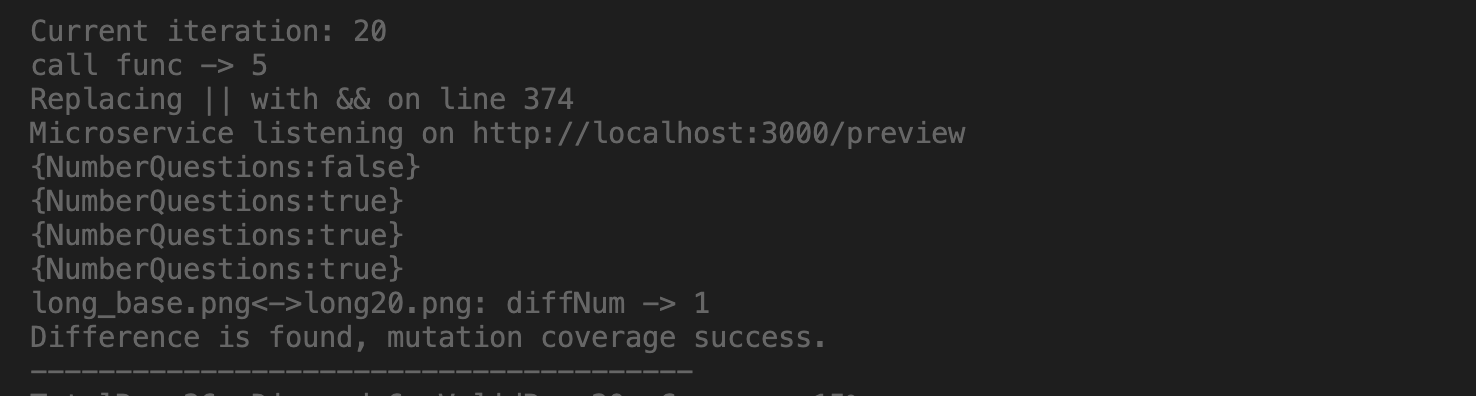 Current iteration: 20
call func -> 5
Replacing || with && on line 374
Microservice listening on http://localhost:3000/preview
{NumberQuestions:false}
{NumberQuestions:true}
{NumberQuestions:true}
{NumberQuestions:true}
long_base.png<->long20.png: diffNum -> 1
Difference is found, mutation coverage success.
---------------------------------------